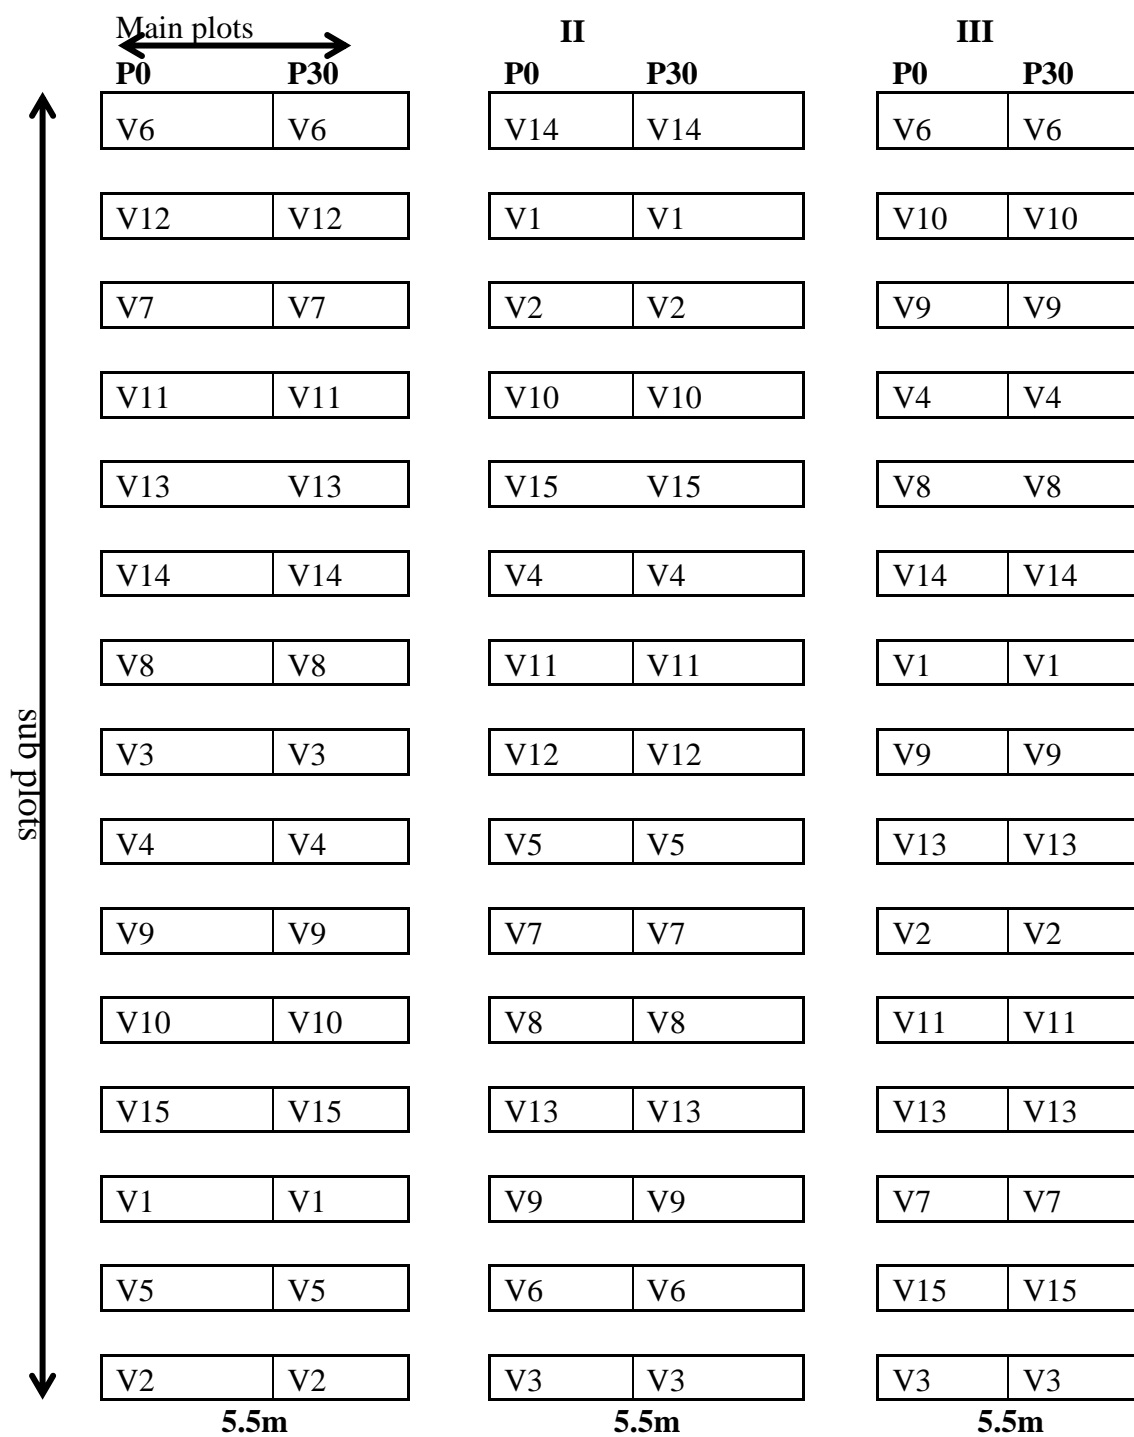 Main plots II III
P0 P30 P0 P30 P0 P30
V6 V6 V14 V14 V6 V6
V12 V12 V1 V1 V10 V10
V7 V7 V2 V2 V9 V9
V11 V11 V10 V10 V4 V4
V13 V13 V15 V15 V8 V8
V14 V14 V4 V4 V14 V14
V8 V8 V11 V11 V1 V1
V3 V3 V12 V12 V9 V9
V4 V4 V5 V5 V13 V13
V9 V9 V7 V7 V2 V2
V10 V10 V8 V8 V11 V11
V15 V15 V13 V13 V13 V13
V1 V1 V9 V9 V7 V7
V5 V5 V6 V6 V15 V15
V2 V2 V3 V3 V3 V3
5.5m 5.5m 5.5m
sub plots